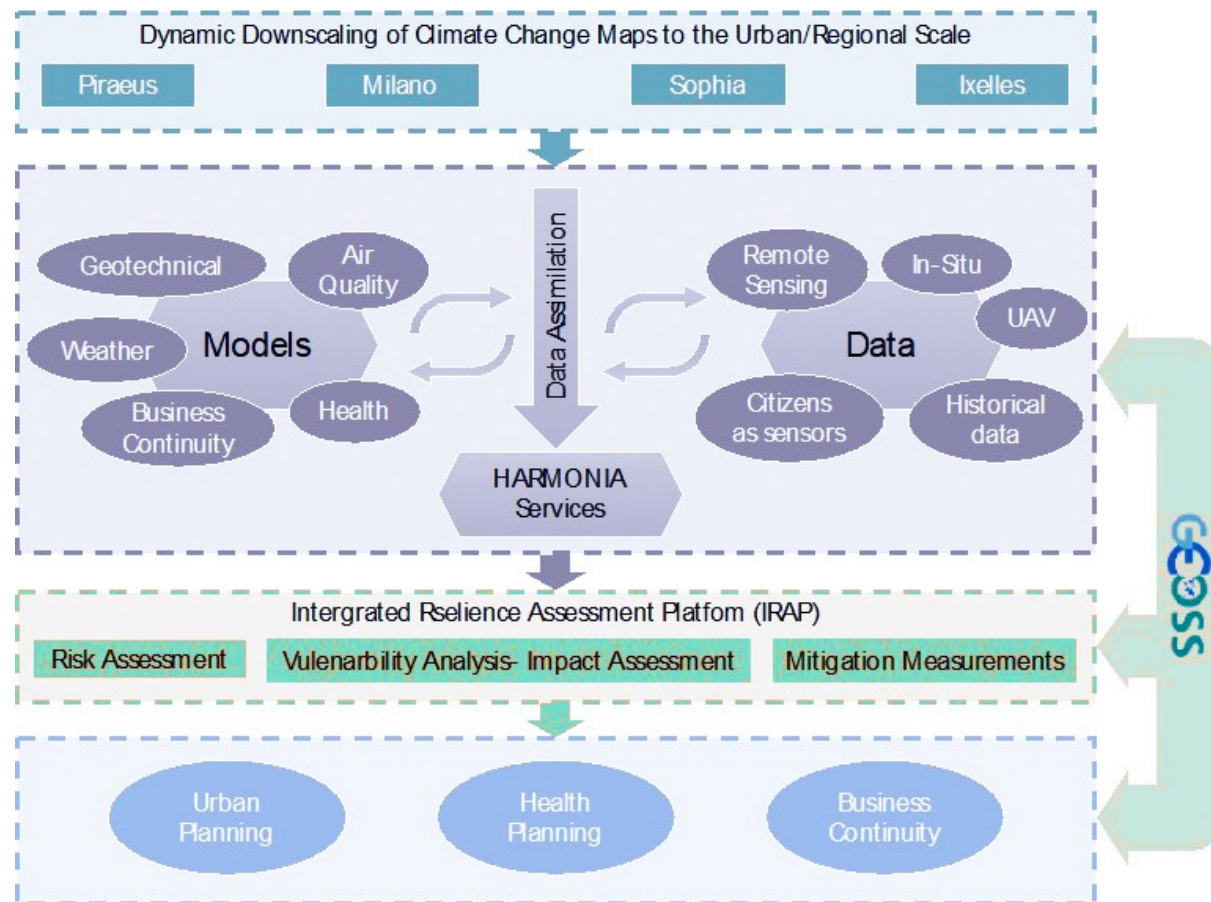 Dynamic Downscaling of Climate Change Maps to the Urban/Regional Scale
Piraeus
Milano
Sophia
Ixelles
Geotechnical
Air
Quality
Weather
Models
Business
Continuity
Health
Data Assimilation
Remote
Sensing
In-Situ
UAV
Data
Citizens
as sensors
Historical
data
HARMONIA
Services
Intergrated Rselience Assessment Platfom (IRAP)
Risk Assessment
Vulenarbility Analysis- Impact Assessment
Mitigation Measurements
Urban
Planning
Health
Planning
Business
Continuity
GEOSS